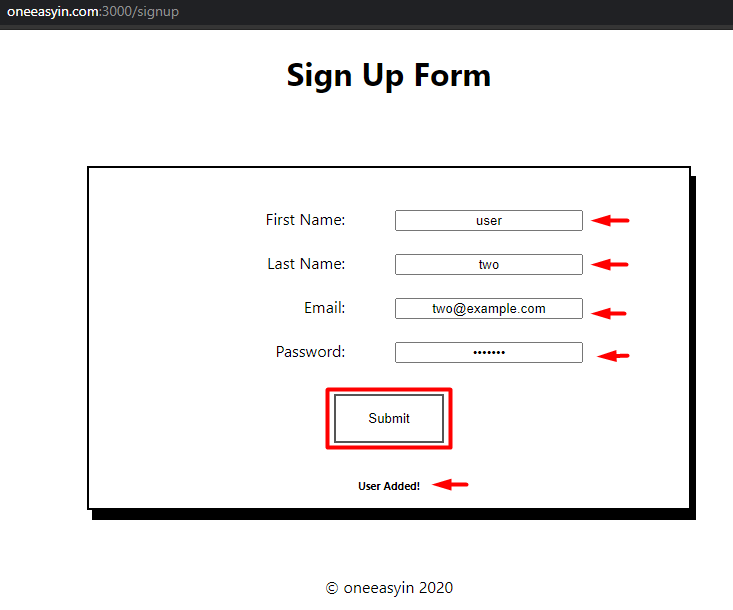 oneeasyin.com:3000/signup
Sign Up Form
First Name: user
Last Name: two
Email: two@example.com
Password: •••••••
Submit
User Added!
© oneeasyin 2020